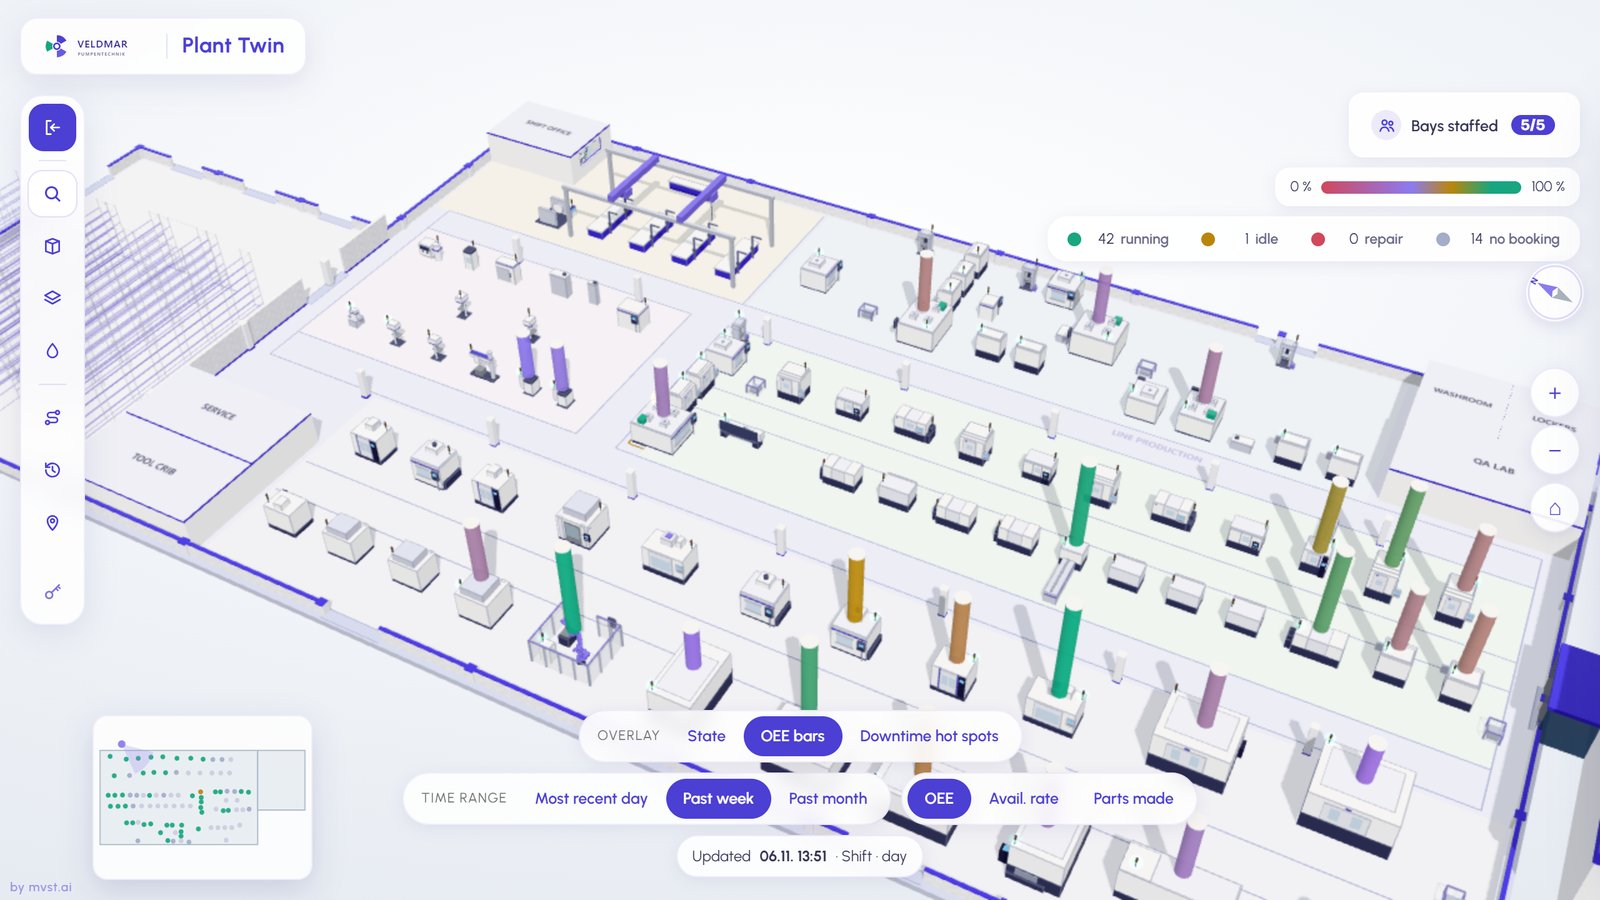 VELDMAR
PUMPENTECHNIK
Plant Twin
SHIFT OFFICE
Bays staffed 5/5
0 % 100 %
42 running 1 idle 0 repair 14 no booking
N
WASHROOM
LOCKERS
QA LAB
LINE PRODUCTION
SERVICE
TOOL CRIB
OVERLAY State OEE bars Downtime hot spots
TIME RANGE Most recent day Past week Past month OEE Avail. rate Parts made
Updated 06.11. 13:51 · Shift · day
by mvst.ai